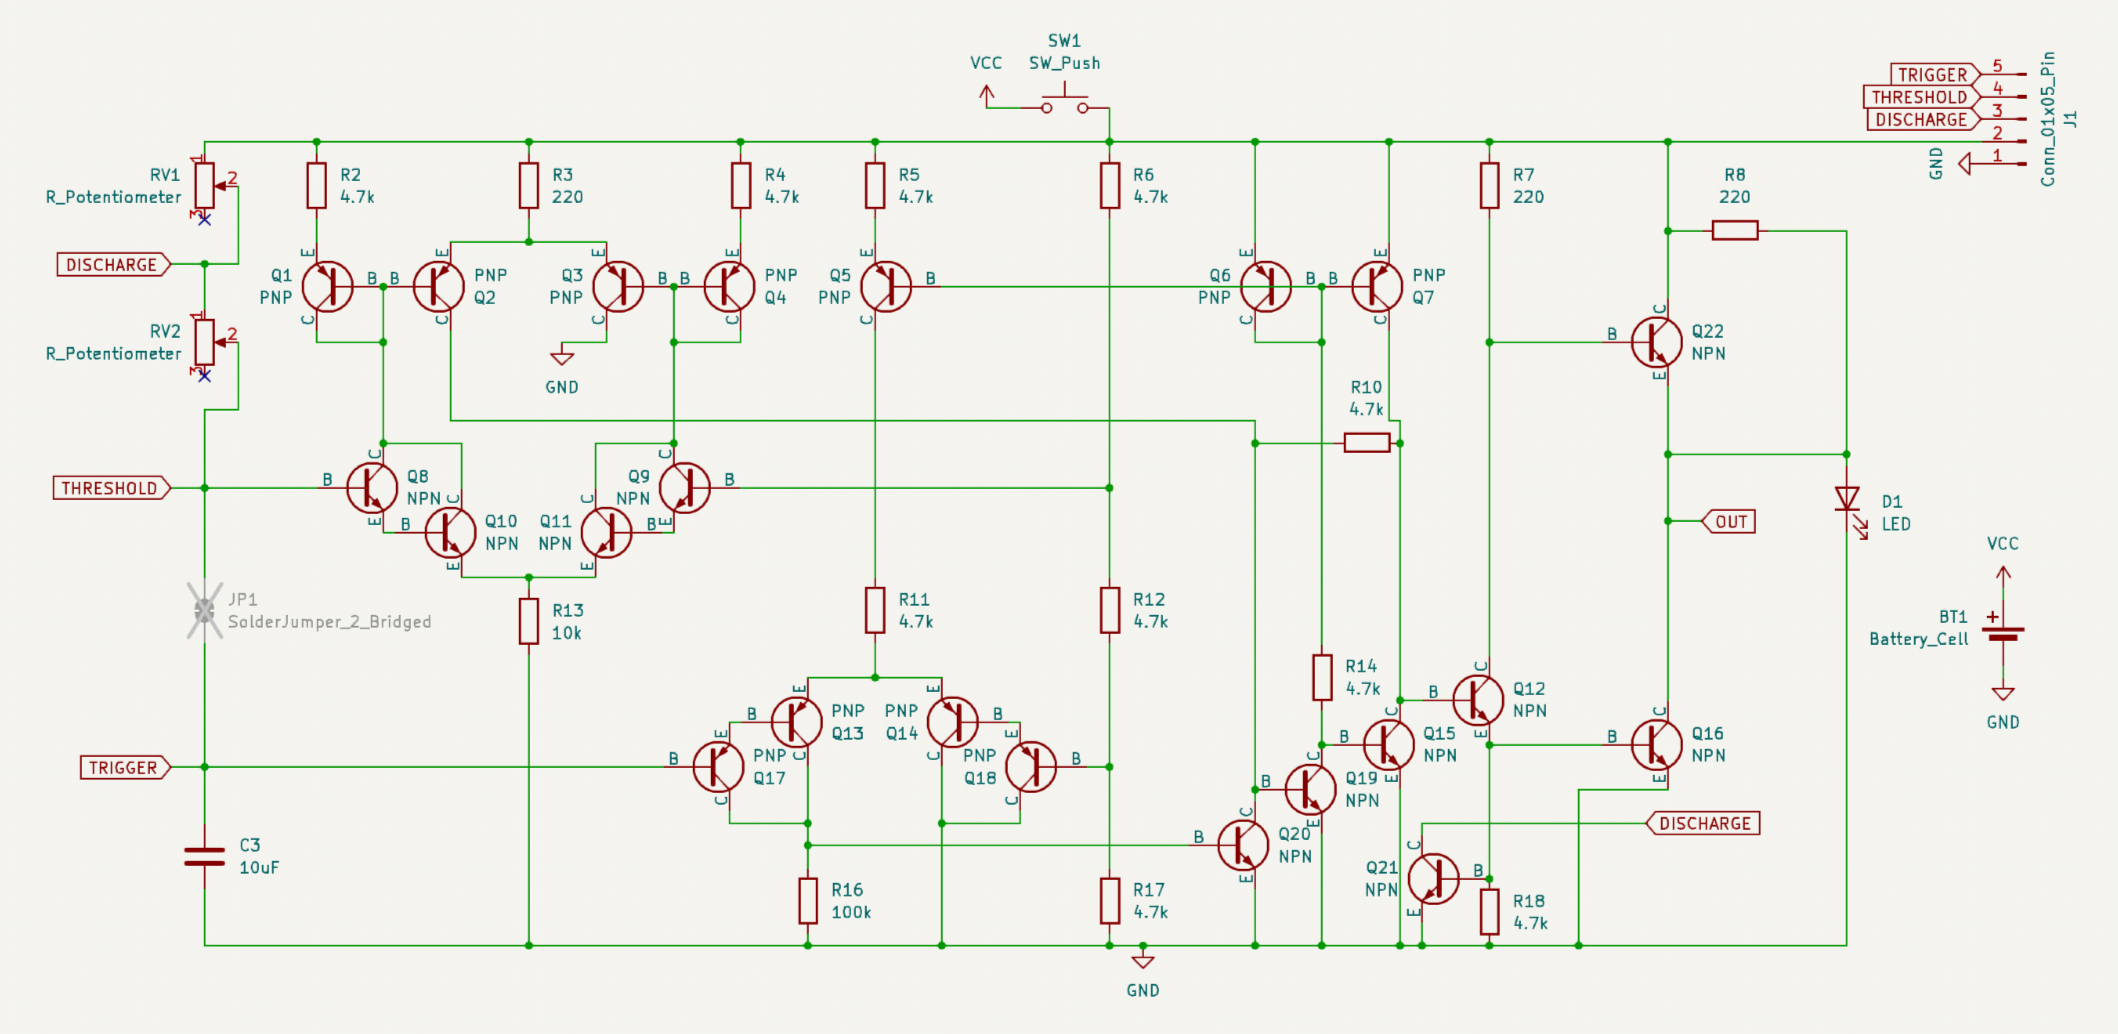 SW1
VCC
SW_Push
TRIGGER
5
THRESHOLD
4
DISCHARGE
3
2
GND
1
Conn_01x05_Pin
J1
RV1
R_Potentiometer
1
2
3
R2
4.7k
R3
220
R4
4.7k
R5
4.7k
R6
4.7k
R7
220
R8
220
DISCHARGE
Q1
PNP
E
B
C
PNP
Q2
E
B
C
Q3
PNP
E
B
C
PNP
Q4
E
B
C
Q5
PNP
E
B
C
Q6
PNP
E
B
C
PNP
Q7
E
B
C
Q22
NPN
C
B
E
RV2
R_Potentiometer
1
2
3
GND
R10
4.7k
THRESHOLD
Q8
NPN
C
B
E
Q9
NPN
C
B
E
Q10
NPN
C
B
E
Q11
NPN
C
B
E
D1
LED
OUT
VCC
JP1
SolderJumper_2_Bridged
R13
10k
R11
4.7k
R12
4.7k
BT1
Battery_Cell
+
GND
R14
4.7k
Q12
NPN
C
B
E
PNP
Q13
E
B
C
PNP
Q14
E
B
C
Q15
NPN
C
B
E
Q16
NPN
C
B
E
TRIGGER
PNP
Q17
E
B
C
PNP
Q18
E
B
C
Q19
NPN
C
B
E
Q20
NPN
C
B
E
DISCHARGE
C3
10uF
Q21
NPN
C
B
E
R16
100k
R17
4.7k
R18
4.7k
GND